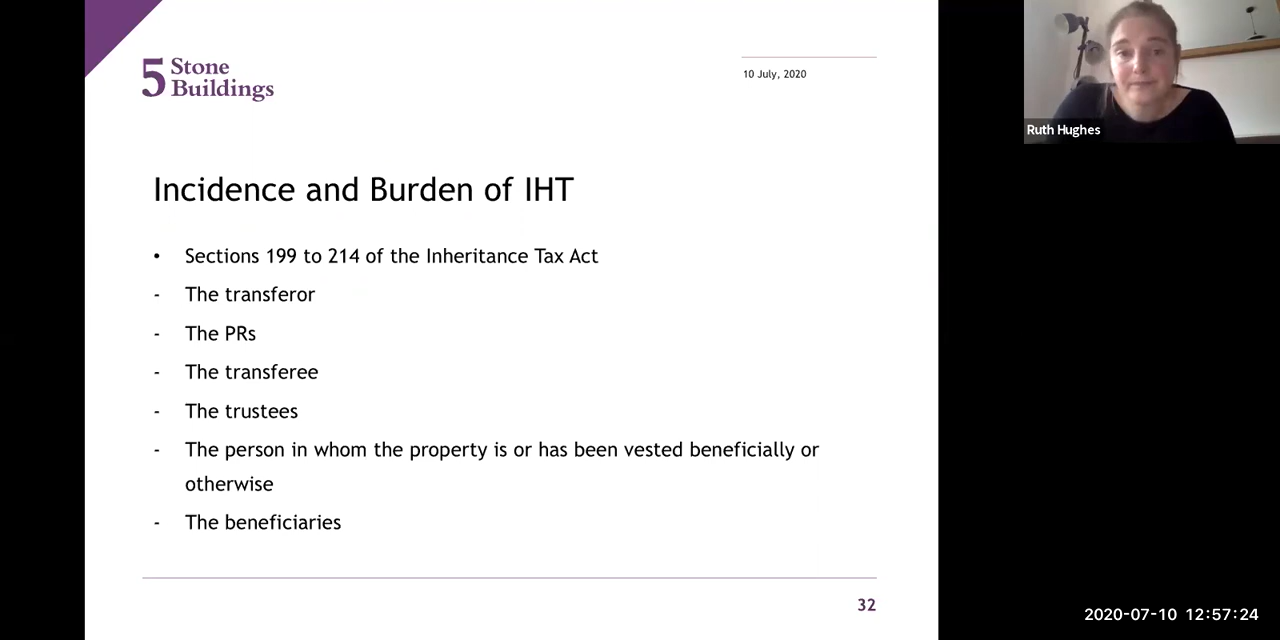 5 Stone
Buildings
10 July, 2020
Ruth Hughes
Incidence and Burden of IHT
• Sections 199 to 214 of the Inheritance Tax Act
- The transferor
- The PRs
- The transferee
- The trustees
- The person in whom the property is or has been vested beneficially or
otherwise
- The beneficiaries
32
2020-07-10 12:57:24